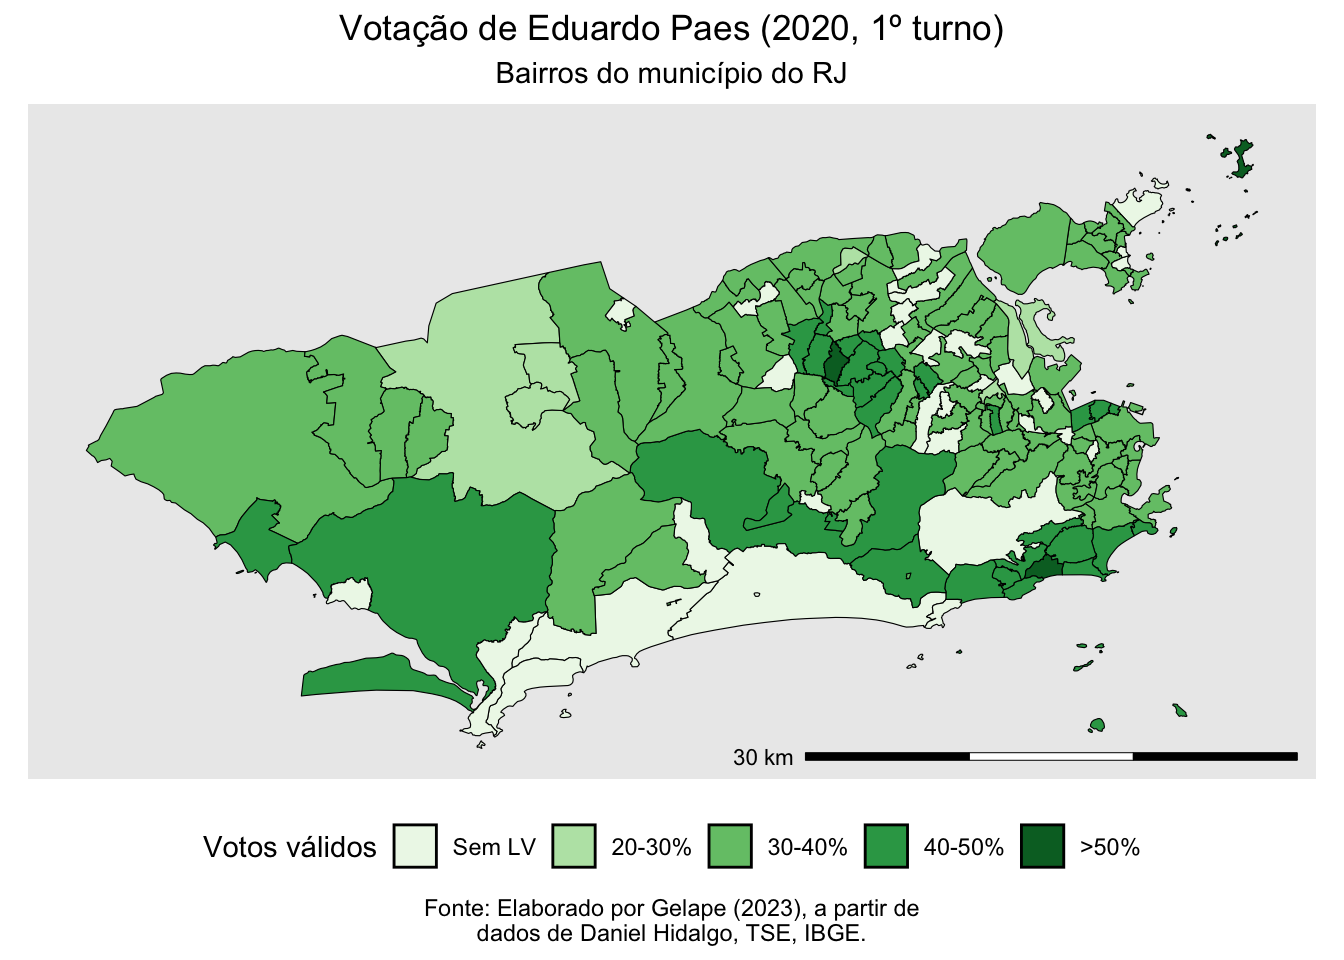 Votação de Eduardo Paes (2020, 1º turno)
Bairros do município do RJ
30 km
Votos válidos Sem LV 20-30% 30-40% 40-50% >50%
Fonte: Elaborado por Gelape (2023), a partir de
dados de Daniel Hidalgo, TSE, IBGE.